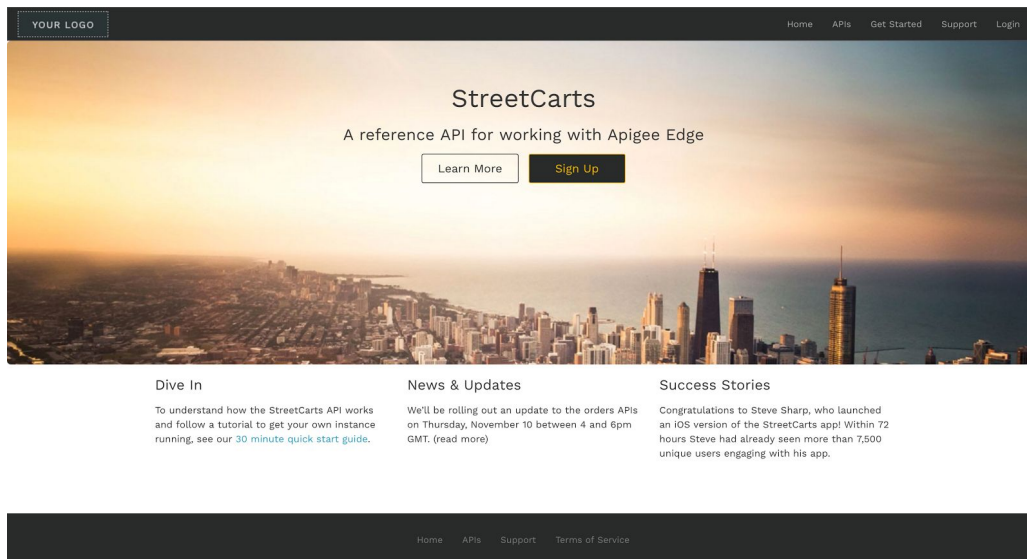 YOUR LOGO
Home APIs Get Started Support Login
StreetCarts
A reference API for working with Apigee Edge
Learn More Sign Up
Dive In
To understand how the StreetCarts API works
and follow a tutorial to get your own instance
running, see our 30 minute quick start guide.
News & Updates
We'll be rolling out an update to the orders APIs
on Thursday, November 10 between 4 and 6pm
GMT. (read more)
Success Stories
Congratulations to Steve Sharp, who launched
an iOS version of the StreetCarts app! Within 72
hours Steve had already seen more than 7,500
unique users engaging with his app.
Home APIs Support Terms of Service